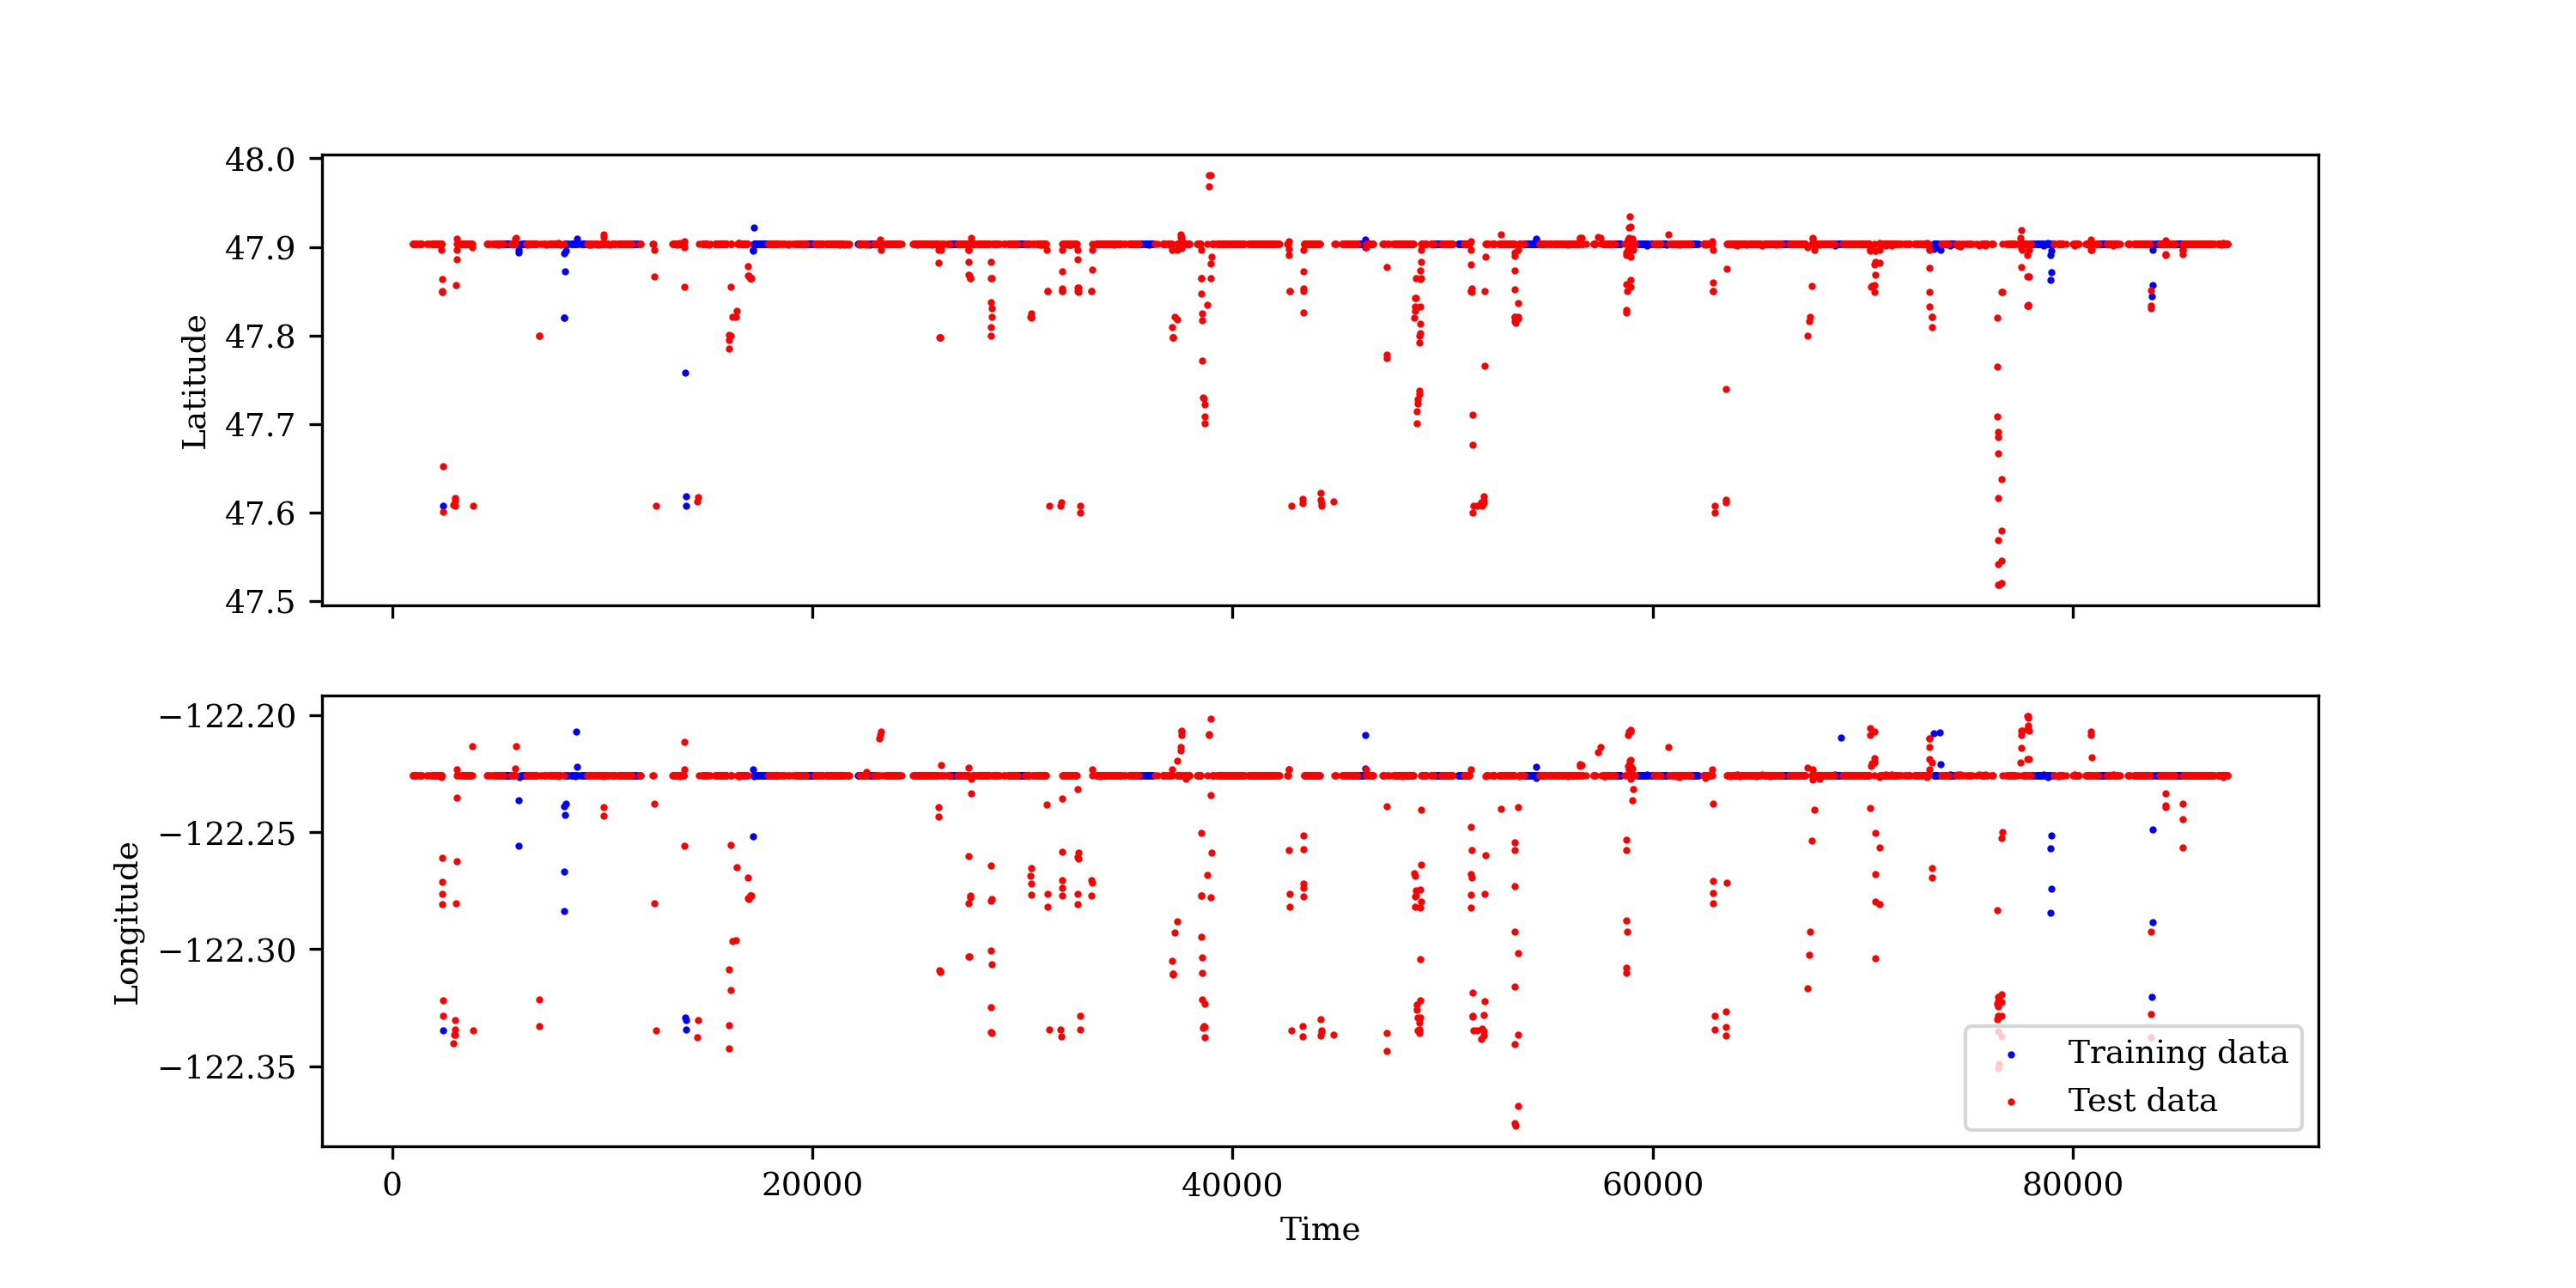 48.0
47.9
47.8
47.7
47.6
47.5
Latitude
−122.20
−122.25
−122.30
−122.35
Longitude
Training data
Test data
0 20000 40000 60000 80000
Time